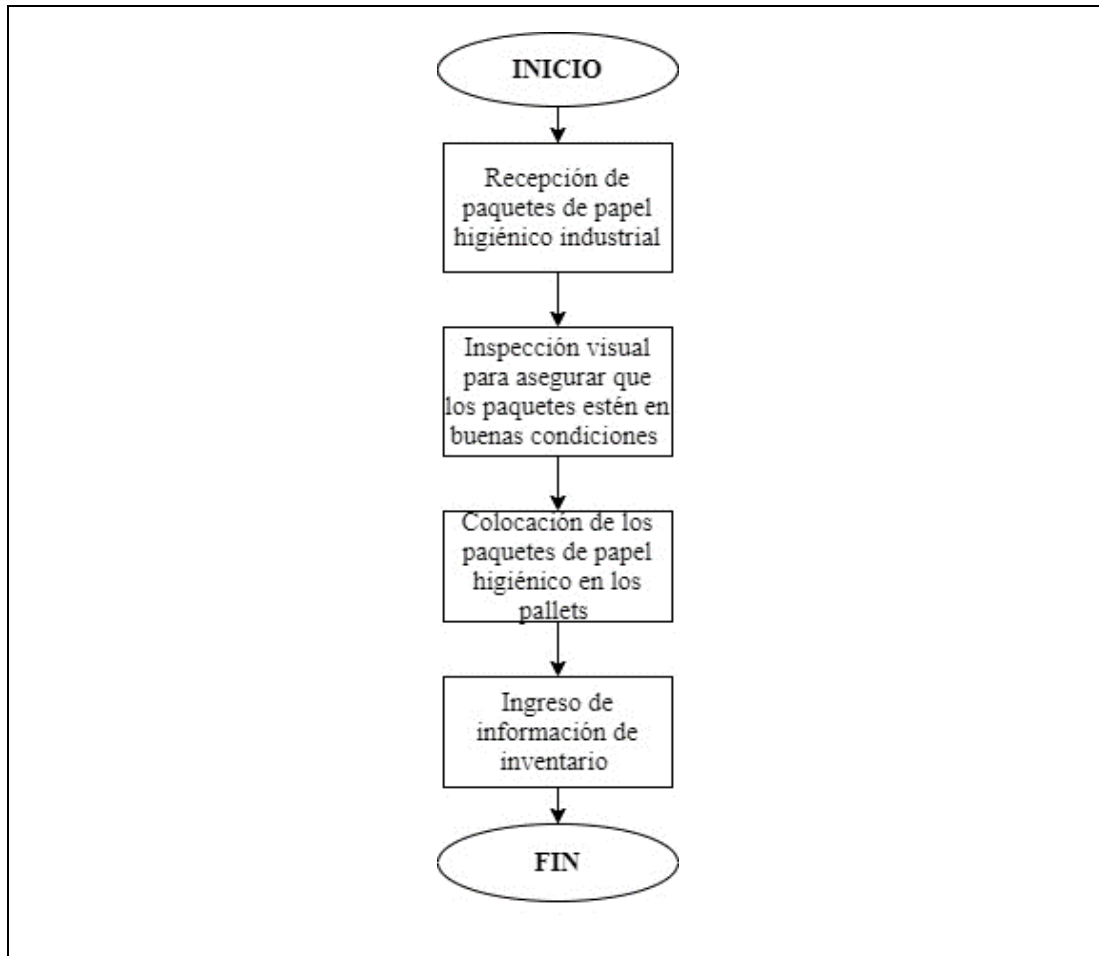 INICIO
Recepción de
paquetes de papel
higiénico industrial
Inspección visual
para asegurar que
los paquetes estén en
buenas condiciones
Colocación de los
paquetes de papel
higiénico en los
pallets
Ingreso de
información de
inventario
FIN